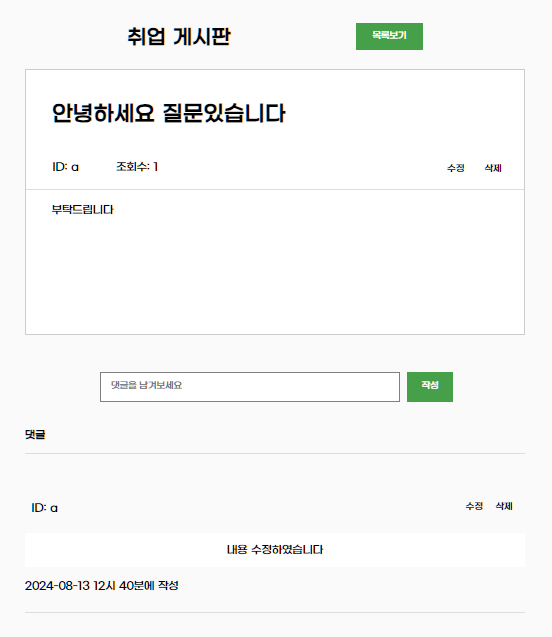 취업 게시판
목록보기
안녕하세요 질문있습니다
ID: a 조회수: 1 수정 삭제
부탁드립니다
댓글을 남겨보세요
작성
댓글
ID: a 수정 삭제
내용 수정하였습니다
2024-08-13 12시 40분에 작성